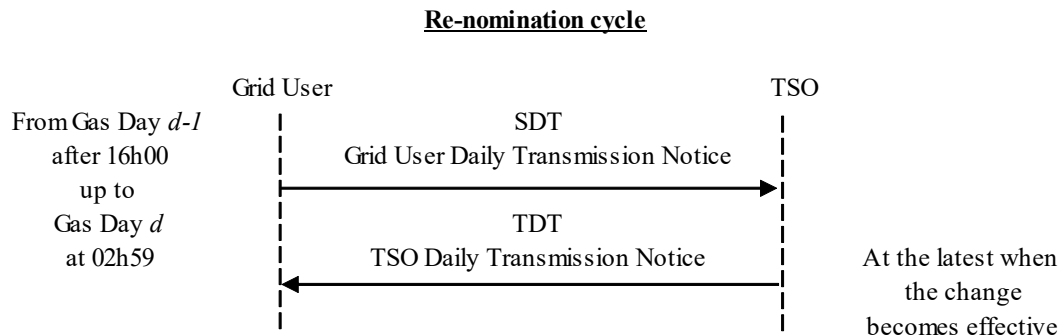 Re-nomination cycle
Grid User
TSO
From Gas Day d-1
after 16h00
up to
Gas Day d
at 02h59
SDT
Grid User Daily Transmission Notice
TDT
TSO Daily Transmission Notice
At the latest when
the change
becomes effective